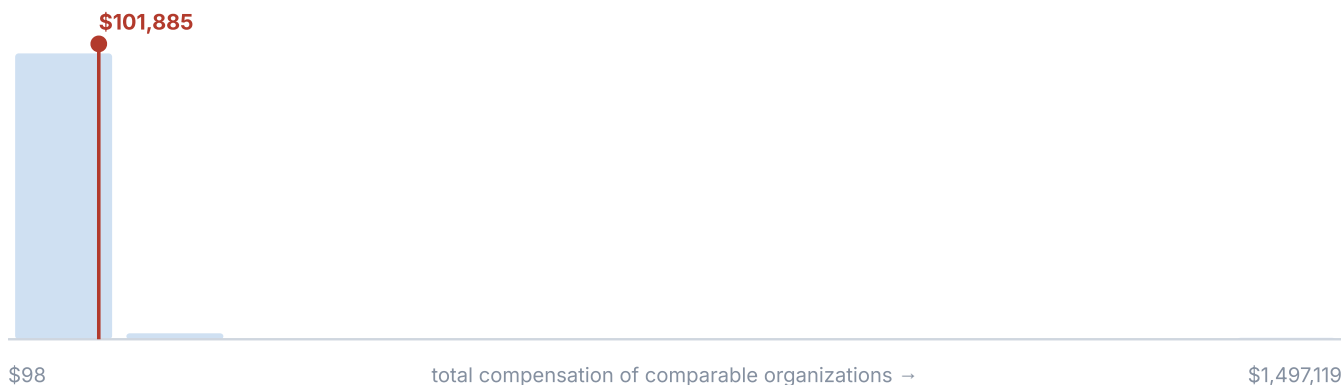 $101,885
$98
total compensation of comparable organizations →
$1,497,119